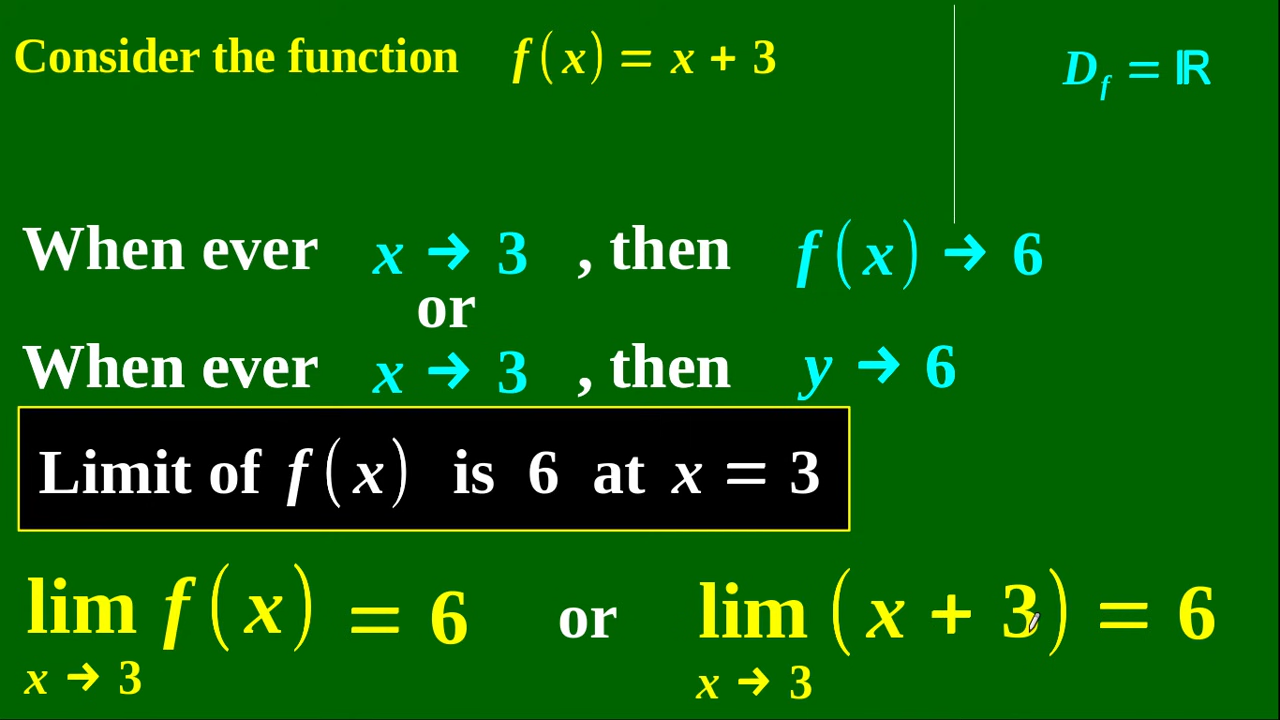 Consider the function f(x) = x + 3
D_f = ℝ
When ever x → 3 , then f(x) → 6
or
When ever x → 3 , then y → 6
Limit of f(x) is 6 at x = 3
lim f(x) = 6 or lim (x + 3) = 6
x → 3 x → 3